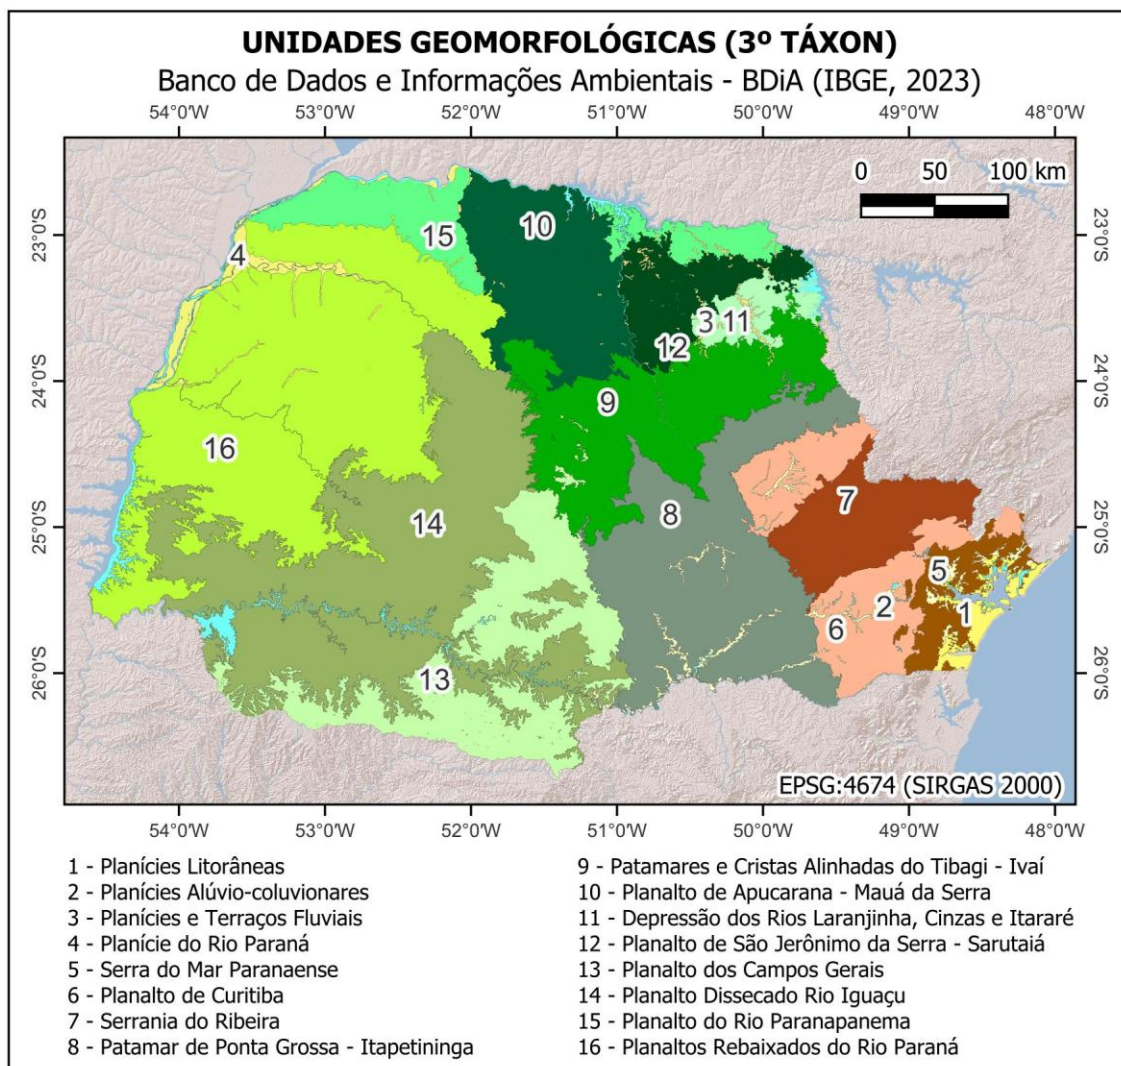 UNIDADES GEOMORFOLÓGICAS (3º TÁXON)
Banco de Dados e Informações Ambientais - BDiA (IBGE, 2023)
54°0'W 53°0'W 52°0'W 51°0'W 50°0'W 49°0'W 48°0'W
0 50 100 km
23°0'S
24°0'S
25°0'S
26°0'S
23°0'S
24°0'S
25°0'S
26°0'S
15
10
4
3
11
12
9
16
7
8
14
5
1
2
6
13
EPSG:4674 (SIRGAS 2000)
54°0'W 53°0'W 52°0'W 51°0'W 50°0'W 49°0'W 48°0'W
1 - Planícies Litorâneas
2 - Planícies Alúvio-coluvionares
3 - Planícies e Terraços Fluviais
4 - Planície do Rio Paraná
5 - Serra do Mar Paranaense
6 - Planalto de Curitiba
7 - Serrania do Ribeira
8 - Patamar de Ponta Grossa - Itapetininga
9 - Patamares e Cristas Alinhadas do Tibagi - Ivaí
10 - Planalto de Apucarana - Mauá da Serra
11 - Depressão dos Rios Laranjinha, Cinzas e Itararé
12 - Planalto de São Jerônimo da Serra - Sarutaiá
13 - Planalto dos Campos Gerais
14 - Planalto Dissecado Rio Iguaçu
15 - Planalto do Rio Paranapanema
16 - Planaltos Rebaixados do Rio Paraná